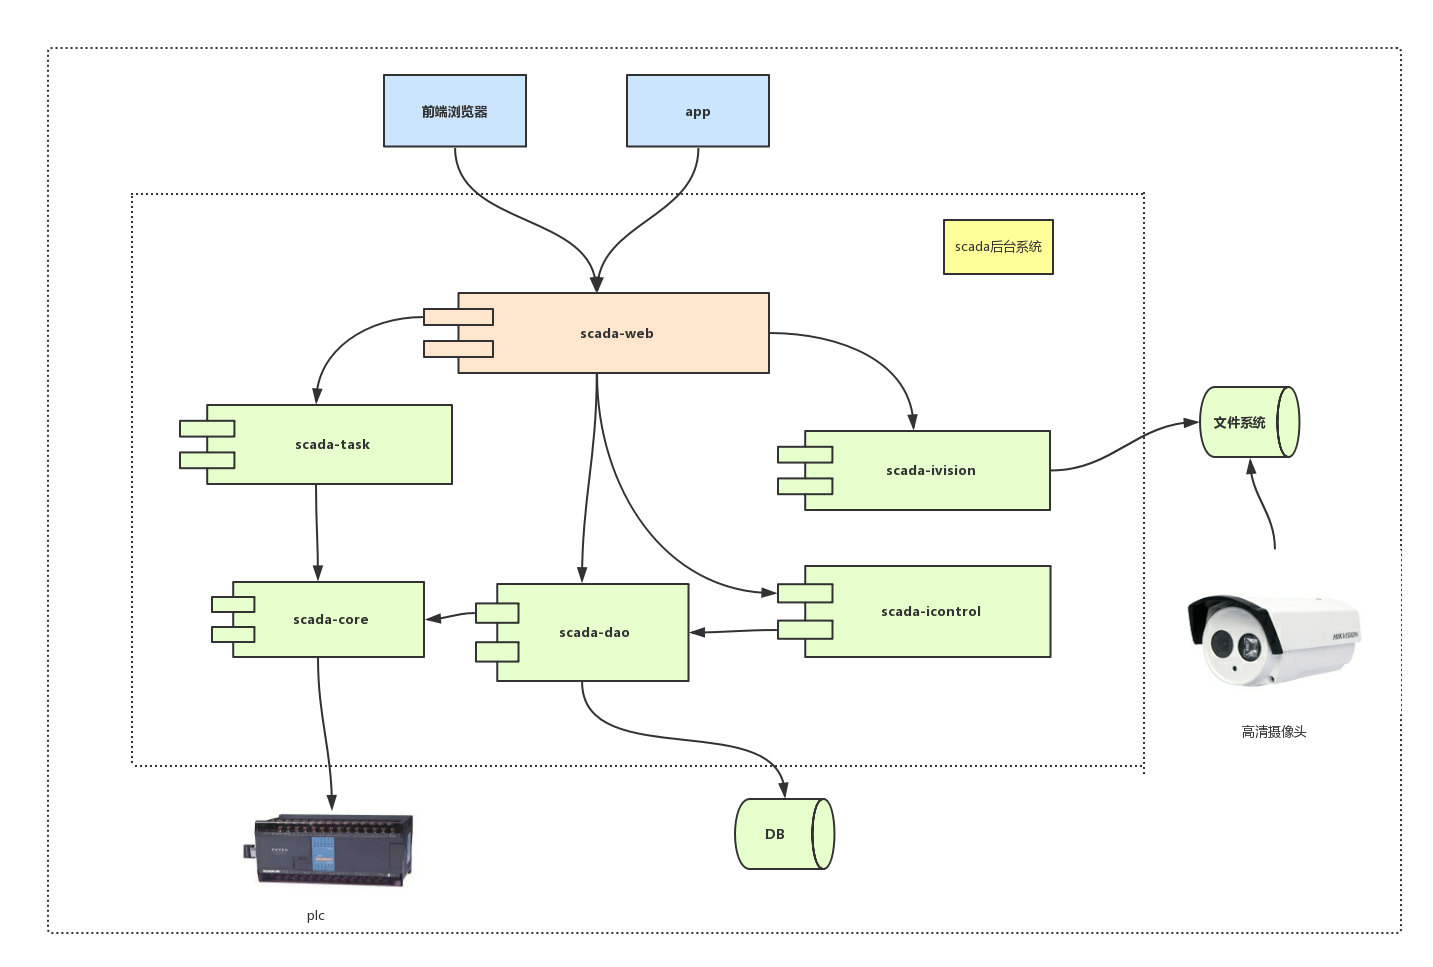 前端浏览器
app
scada后台系统
scada-web
scada-task
scada-ivision
文件系统
scada-core
scada-dao
scada-icontrol
HIKVISION
高清摄像头
DB
plc